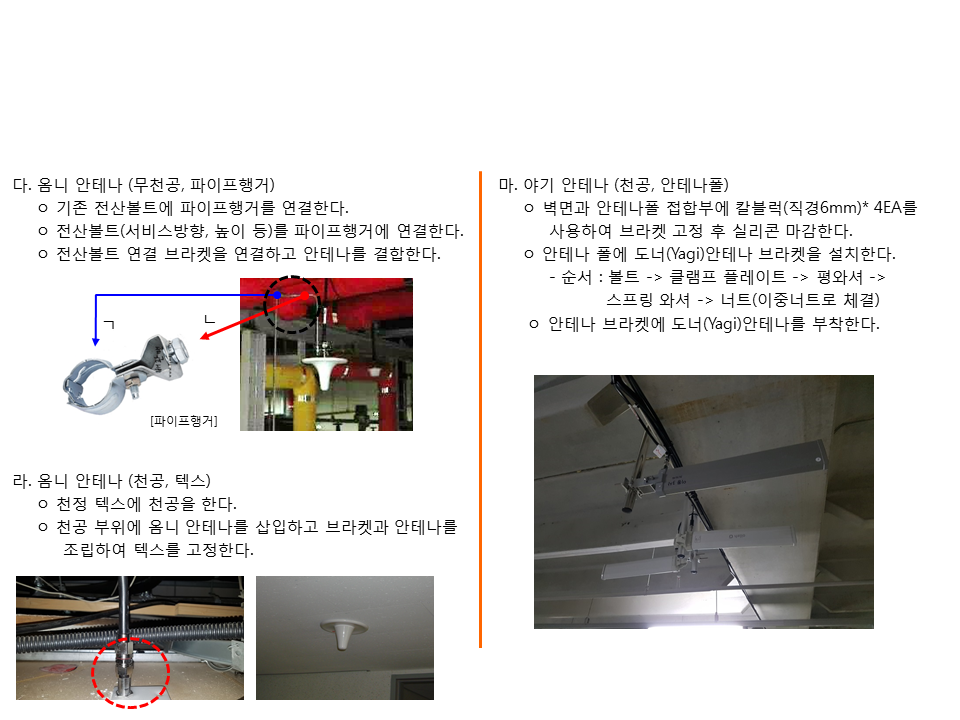 다. 옴니 안테나 (무천공, 파이프행거)
ㅇ 기존 전산볼트에 파이프행거를 연결한다.
ㅇ 전산볼트(서비스방향, 높이 등)를 파이프행거에 연결한다.
ㅇ 전산볼트 연결 브라켓을 연결하고 안테나를 결합한다.
ㄱ
ㄴ
[파이프행거]
라. 옴니 안테나 (천공, 텍스)
ㅇ 천정 텍스에 천공을 한다.
ㅇ 천공 부위에 옴니 안테나를 삽입하고 브라켓과 안테나를
조립하여 텍스를 고정한다.
마. 야기 안테나 (천공, 안테나폴)
ㅇ 벽면과 안테나폴 접합부에 칼블럭(직경6mm)* 4EA를
사용하여 브라켓 고정 후 실리콘 마감한다.
ㅇ 안테나 폴에 도너(Yagi)안테나 브라켓을 설치한다.
- 순서 : 볼트 -> 클램프 플레이트 -> 평와셔 ->
스프링 와셔 -> 너트(이중너트로 체결)
ㅇ 안테나 브라켓에 도너(Yagi)안테나를 부착한다.